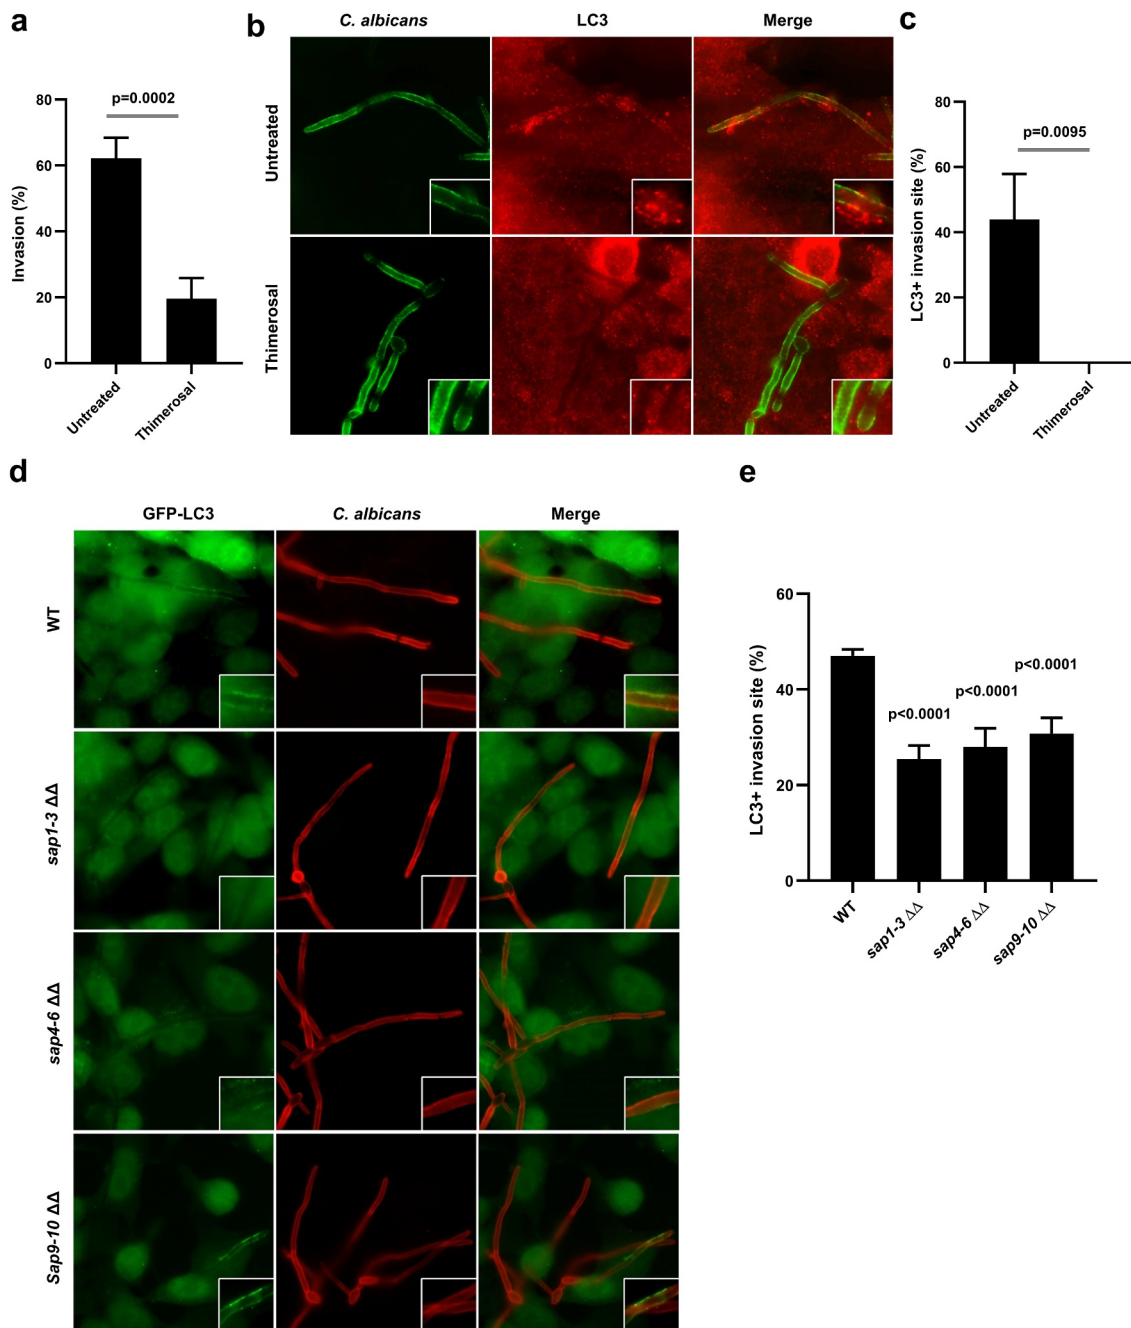 a
80
60
40
20
0
Invasion (%)
p=0.0002
Untreated
Thimerosal
b
C. albicans
LC3
Merge
Untreated
Thimerosal
c
80
60
40
20
0
LC3+ invasion site (%)
p=0.0095
Untreated
Thimerosal
d
GFP-LC3
C. albicans
Merge
WT
sap1-3 ΔΔ
sap4-6 ΔΔ
Sap9-10 ΔΔ
e
60
40
20
0
LC3+ invasion site (%)
p<0.0001
p<0.0001
p<0.0001
WT
sap1-3 ΔΔ
sap4-6 ΔΔ
sap9-10 ΔΔ